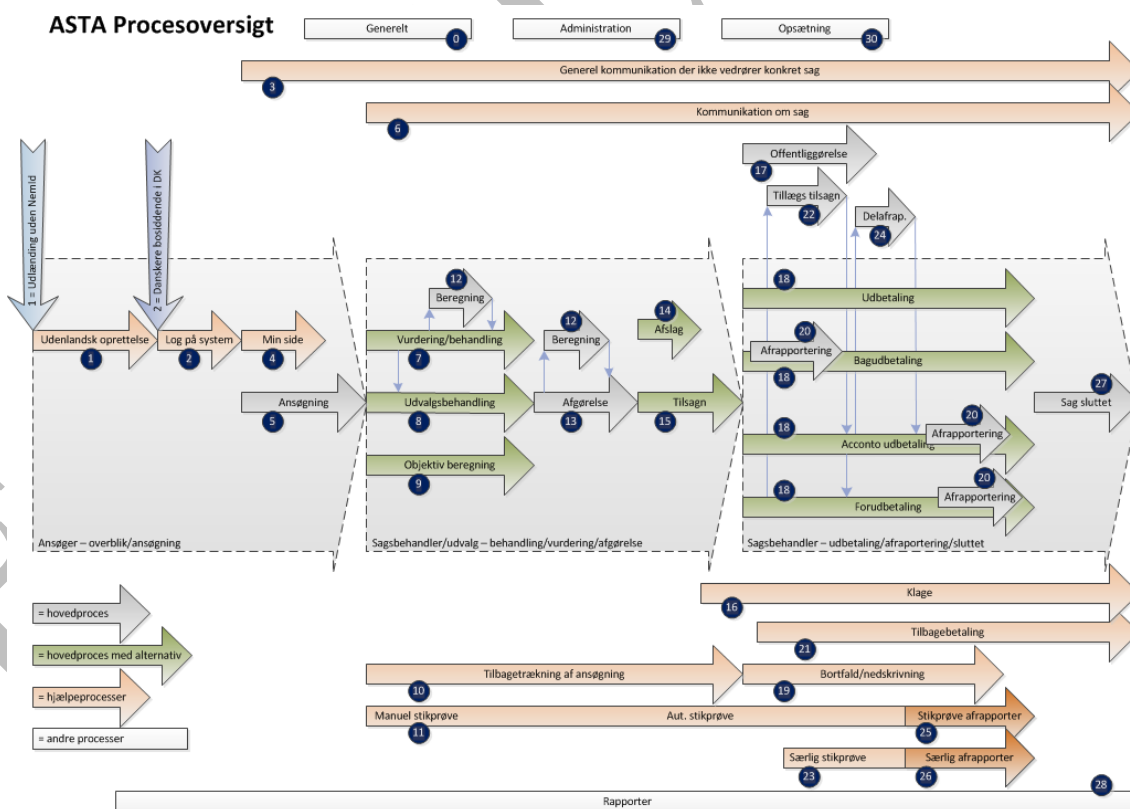 ASTA Procesoversigt
Generelt
0
Administration
29
Opsætning
30
Generel kommunikation der ikke vedrører konkret sag
3
Kommunikation om sag
6
Offentliggørelse
17
Tillægs tilsagn
22
Delafrap.
24
1 = Udlænding uden Nemid
2 = Danskere bosiddende i DK
Udenlandsk oprettelse
1
Log på system
2
Min side
4
Ansøgning
5
Ansøger – overblik/ansøgning
12
Beregning
Vurdering/behandling
7
Udvalgsbehandling
8
Objektiv beregning
9
12
Beregning
Afgørelse
13
14
Afslag
Tilsagn
15
Sagsbehandler/udvalg – behandling/vurdering/afgørelse
18
Udbetaling
20
Afrapportering
Bagudbetaling
18
18
Acconto udbetaling
20
Afrapportering
18
Forudbetaling
20
Afrapportering
27
Sag sluttet
Sagsbehandler – udbetaling/afraportering/sluttet
= hovedproces
= hovedproces med alternativ
= hjælpeprocesser
= andre processer
Klage
16
Tilbagebetaling
21
Tilbagetrækning af ansøgning
10
Bortfald/nedskrivning
19
Manuel stikprøve
11
Aut. stikprøve
Stikprøve afrapporter
25
Særlig stikprøve
23
Særlig afrapporter
26
28
Rapporter